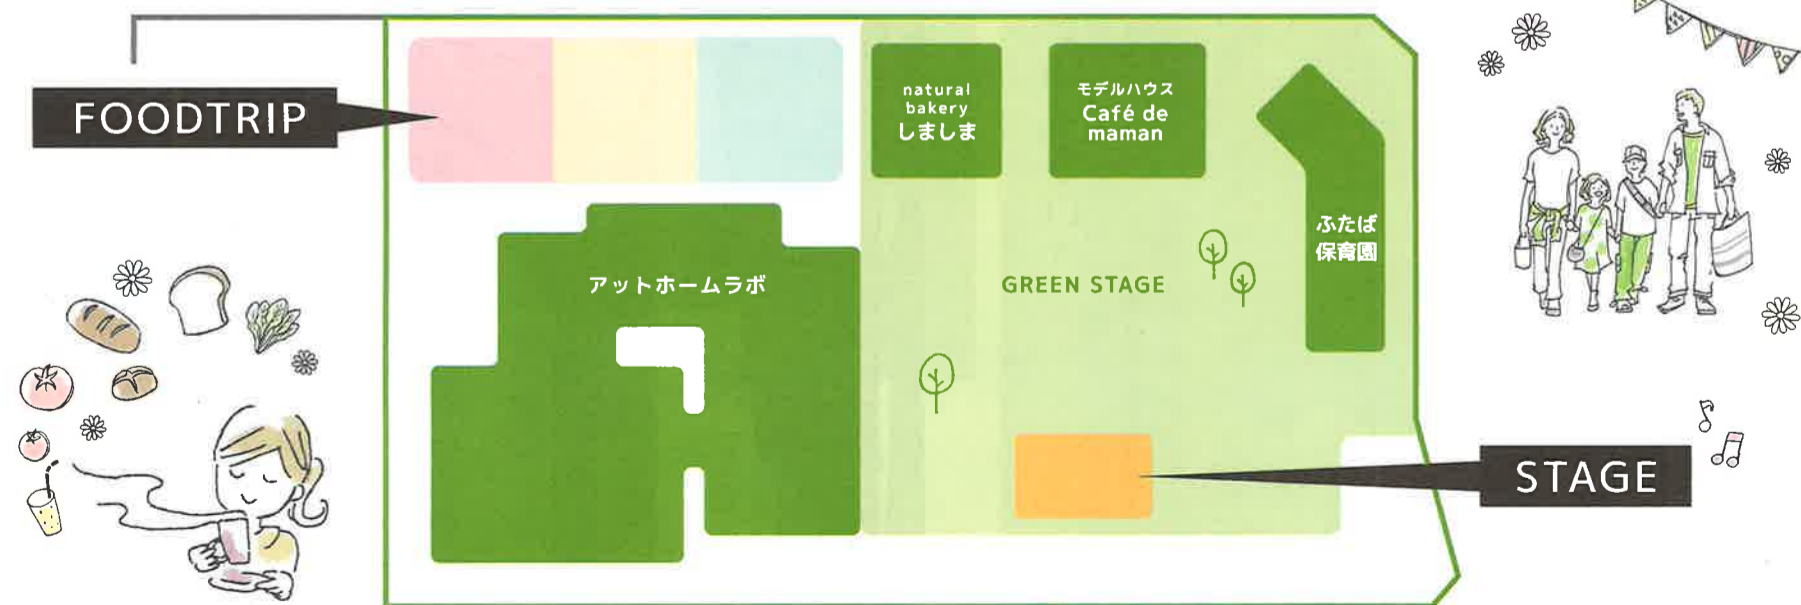 FOODTRIP
natural
bakery
しましま
モデルハウス
Café de
maman
ふたば
保育園
アットホームラボ
GREEN STAGE
STAGE